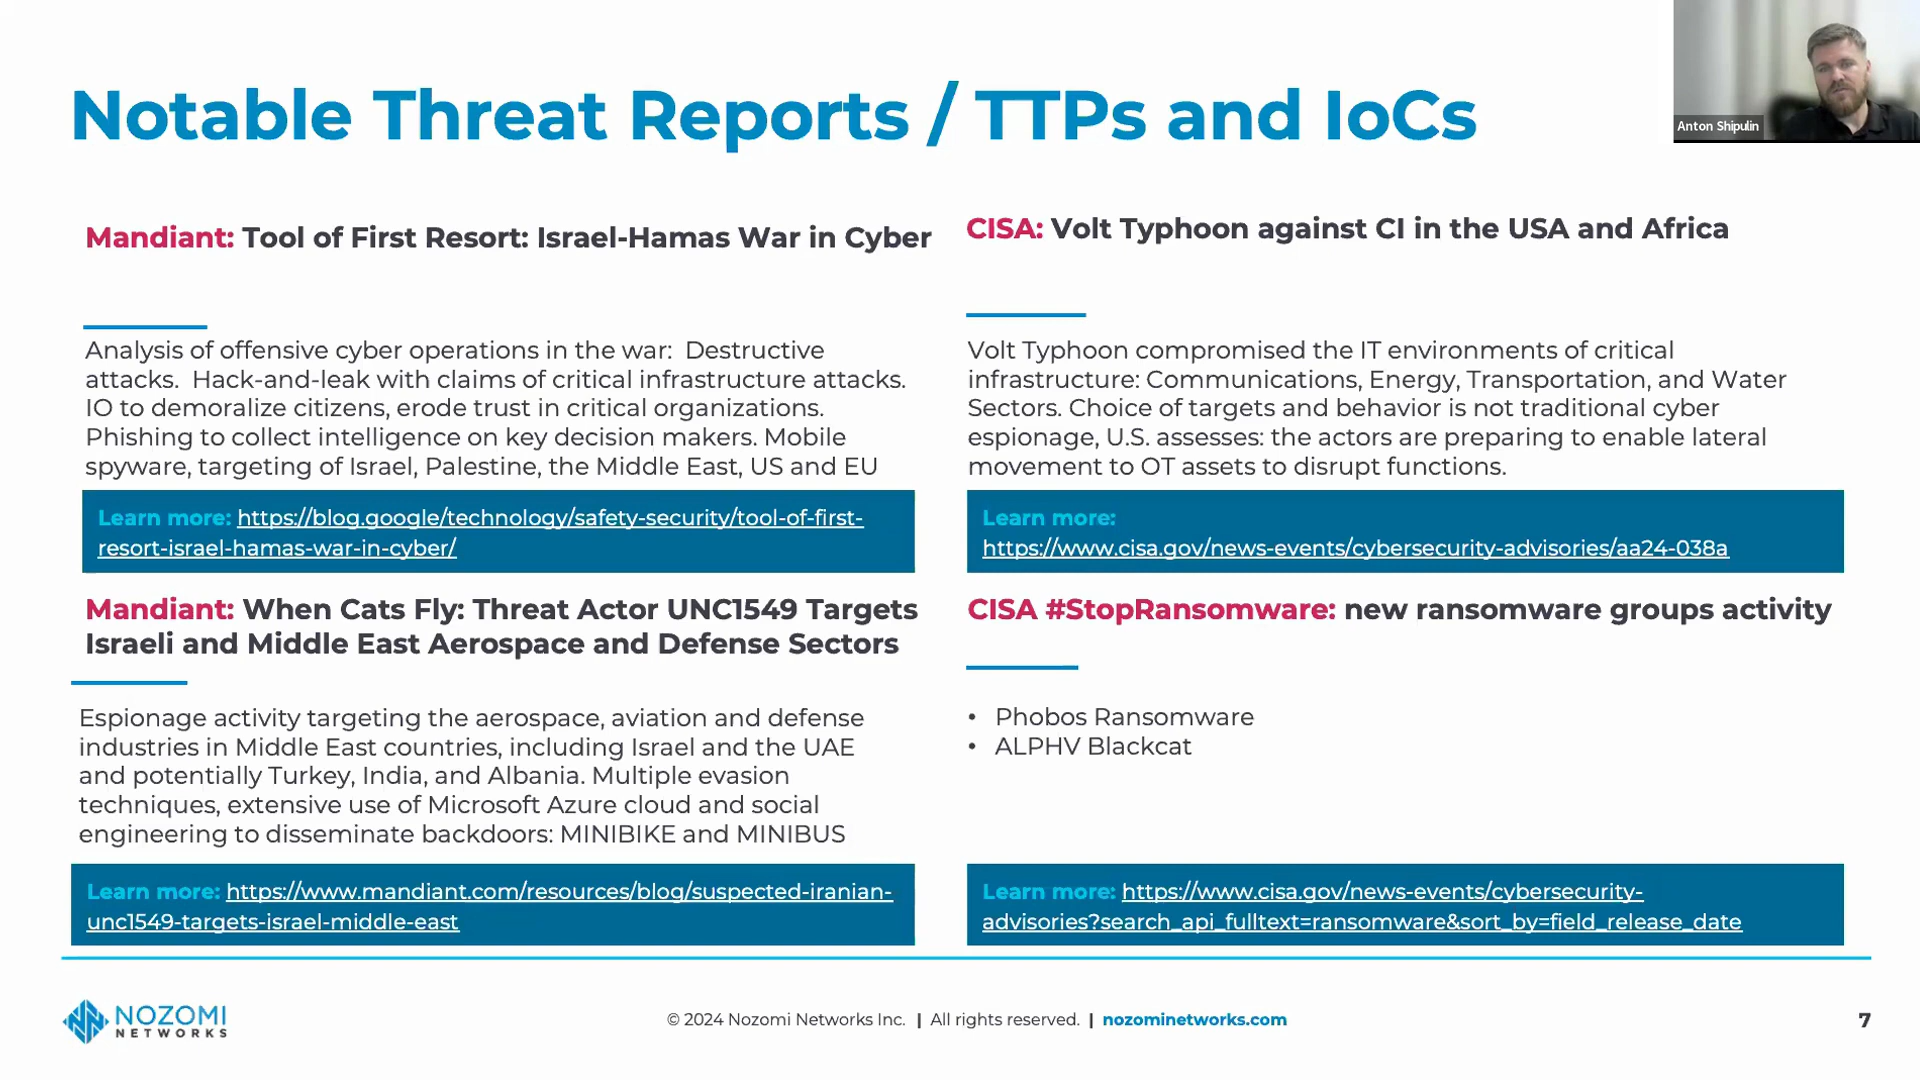 Notable Threat Reports / TTPs and IoCs
Anton Shipulin
Mandiant: Tool of First Resort: Israel-Hamas War in Cyber
Analysis of offensive cyber operations in the war:  Destructive
attacks.  Hack-and-leak with claims of critical infrastructure attacks.
IO to demoralize citizens, erode trust in critical organizations.
Phishing to collect intelligence on key decision makers. Mobile
spyware, targeting of Israel, Palestine, the Middle East, US and EU
Learn more: https://blog.google/technology/safety-security/tool-of-first-
resort-israel-hamas-war-in-cyber/
CISA: Volt Typhoon against CI in the USA and Africa
Volt Typhoon compromised the IT environments of critical
infrastructure: Communications, Energy, Transportation, and Water
Sectors. Choice of targets and behavior is not traditional cyber
espionage, U.S. assesses: the actors are preparing to enable lateral
movement to OT assets to disrupt functions.
Learn more:
https://www.cisa.gov/news-events/cybersecurity-advisories/aa24-038a
Mandiant: When Cats Fly: Threat Actor UNC1549 Targets
Israeli and Middle East Aerospace and Defense Sectors
Espionage activity targeting the aerospace, aviation and defense
industries in Middle East countries, including Israel and the UAE
and potentially Turkey, India, and Albania. Multiple evasion
techniques, extensive use of Microsoft Azure cloud and social
engineering to disseminate backdoors: MINIBIKE and MINIBUS
Learn more: https://www.mandiant.com/resources/blog/suspected-iranian-
unc1549-targets-israel-middle-east
CISA #StopRansomware: new ransomware groups activity
• Phobos Ransomware
• ALPHV Blackcat
Learn more: https://www.cisa.gov/news-events/cybersecurity-
advisories?search_api_fulltext=ransomware&sort_by=field_release_date
NOZOMI
NETWORKS
© 2024 Nozomi Networks Inc. | All rights reserved. | nozominetworks.com
7